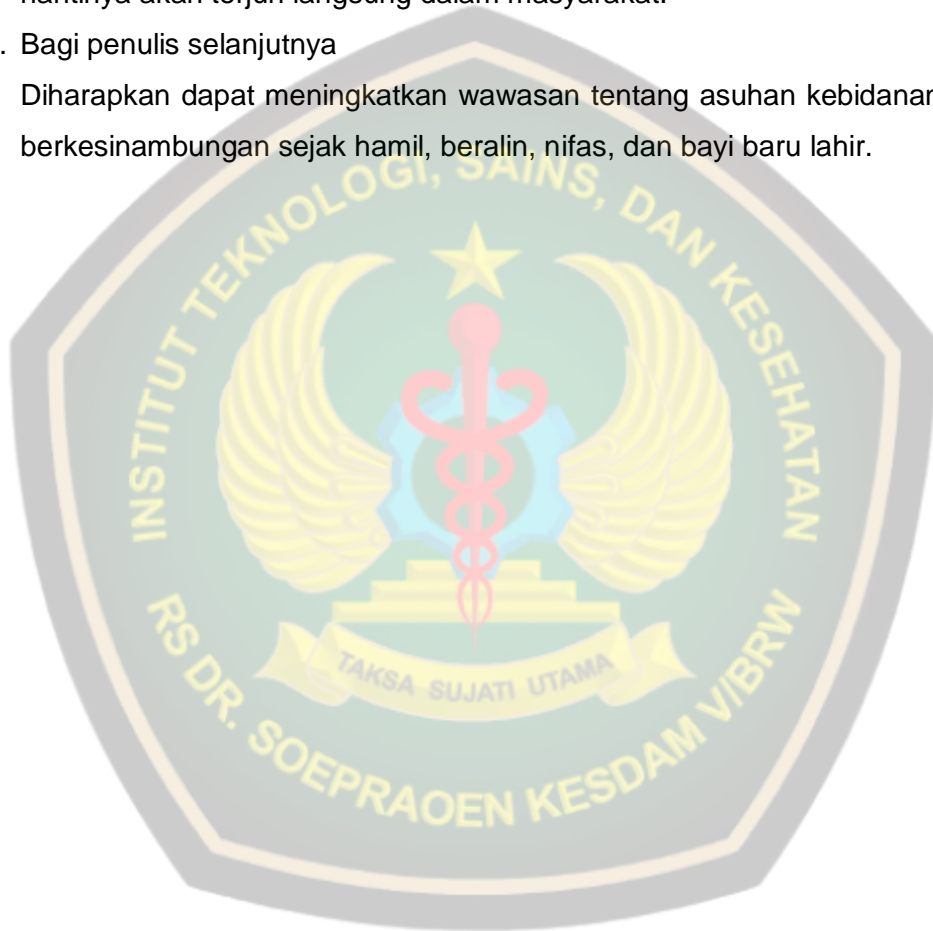 nantinya akan terjun langsung dalam masyarakat.
. Bagi penulis selanjutnya
Diharapkan dapat meningkatkan wawasan tentang asuhan kebidanan
berkesinambungan sejak hamil, beralin, nifas, dan bayi baru lahir.
INSTITUT TEKNOLOGI, SAINS, DAN KESEHATAN
TAKSA SUJATI UTAMA
RS DR. SOEPRAOEN KESDAM V/BRW